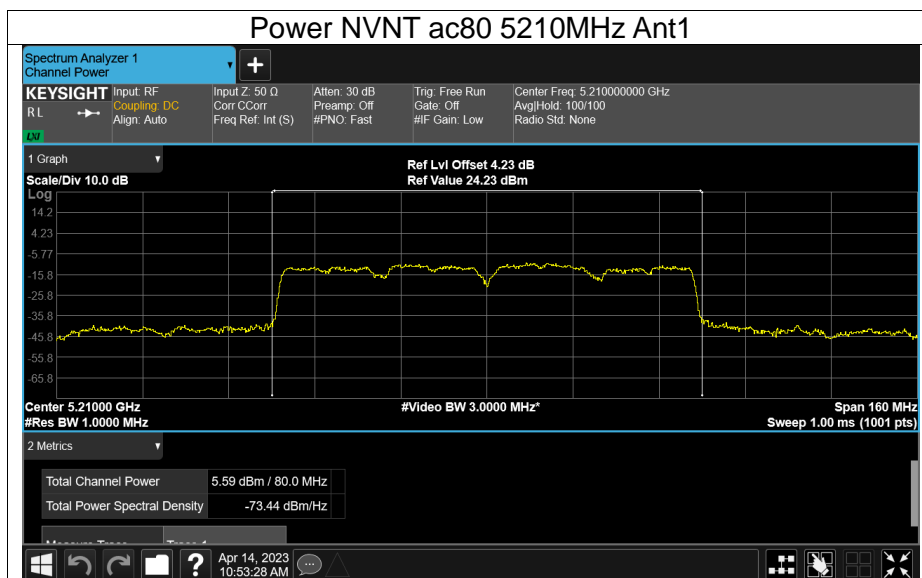 Power NVNT ac80 5210MHz Ant1
Spectrum Analyzer 1
Channel Power
KEYSIGHT Input: RF Input Z: 50 Ω Atten: 30 dB Trig: Free Run Center Freq: 5.210000000 GHz
R L Coupling: DC Corr CCorr Preamp: Off Gate: Off Avg|Hold: 100/100
Align: Auto Freq Ref: Int (S) #PNO: Fast #IF Gain: Low Radio Std: None
LXI
1 Graph
Ref Lvl Offset 4.23 dB
Scale/Div 10.0 dB Ref Value 24.23 dBm
Log
14.2
4.23
-5.77
-15.8
-25.8
-35.8
-45.8
-55.8
-65.8
Center 5.21000 GHz #Video BW 3.0000 MHz* Span 160 MHz
#Res BW 1.0000 MHz Sweep 1.00 ms (1001 pts)
2 Metrics
Total Channel Power 5.59 dBm / 80.0 MHz
Total Power Spectral Density -73.44 dBm/Hz
Measure Trace Trace 1
Apr 14, 2023
10:53:28 AM